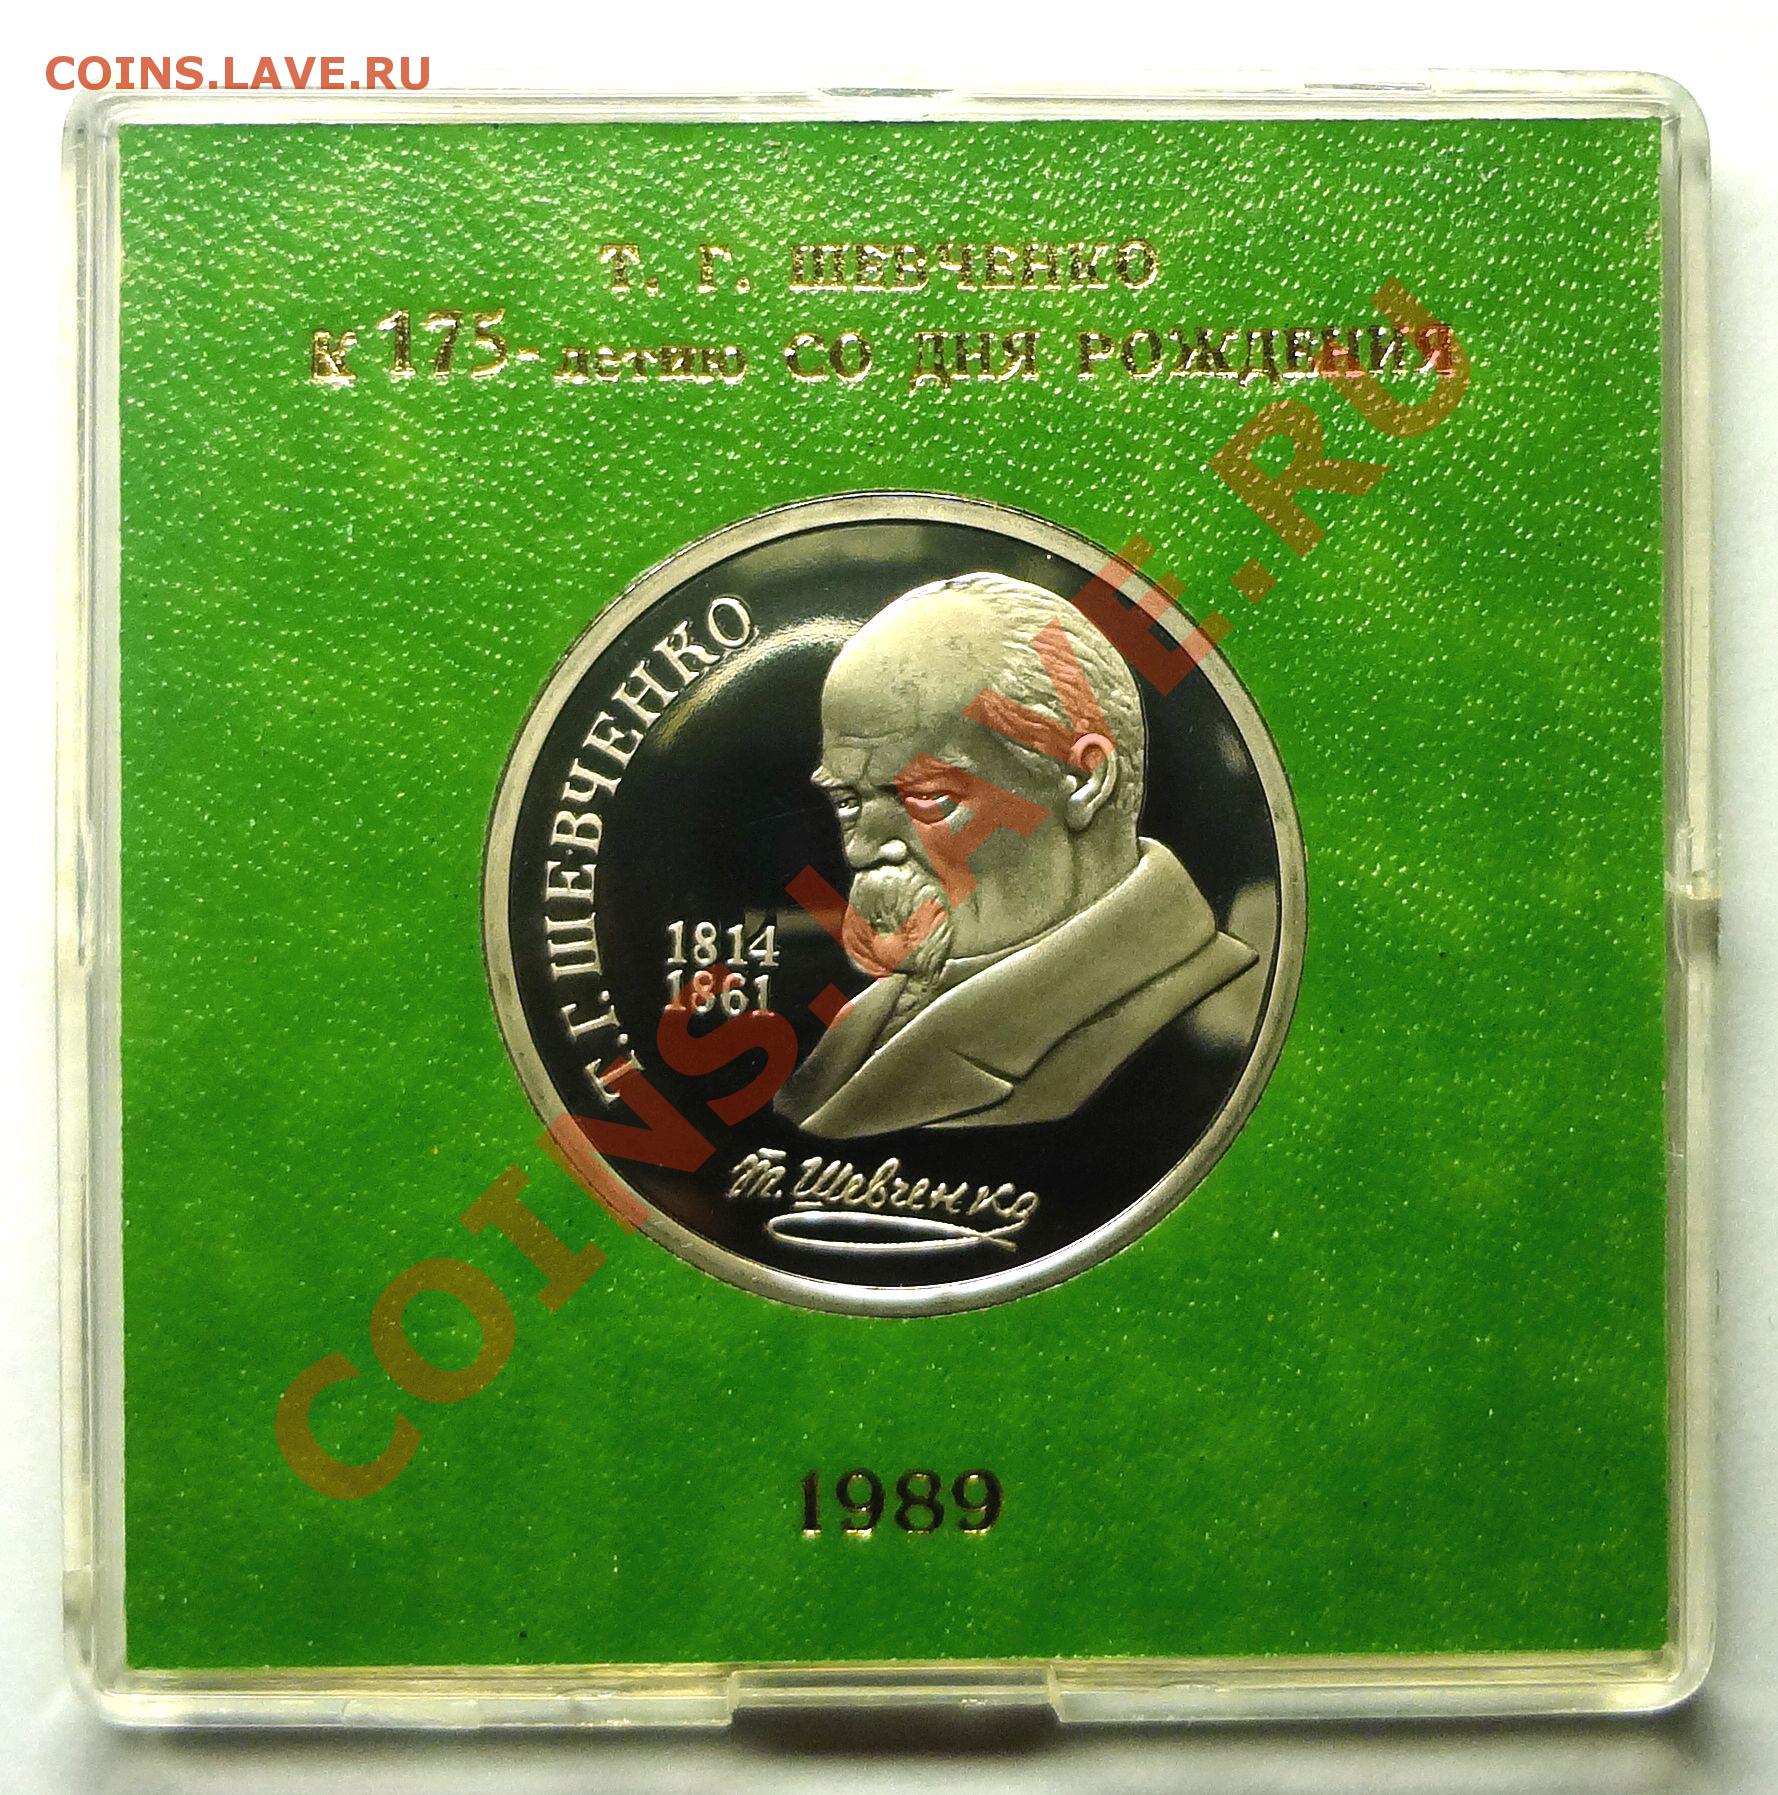 COINS.LAVE.RU
Т. Г. ШЕВЧЕНКО
К 175-летию СО ДНЯ РОЖДЕНИЯ
Т.Г.ШЕВЧЕНКО
1814
1861
Т. Шевченко
1989
COINS.LAVE.RU